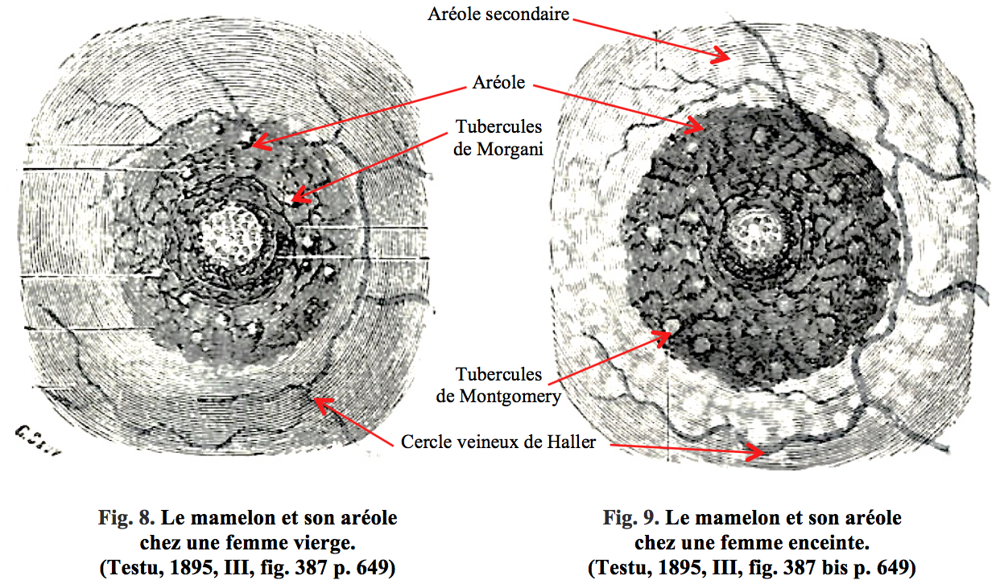 Aréole secondaire
Aréole
Tubercules
de Morgani
Tubercules
de Montgomery
Cercle veineux de Haller
Fig. 8. Le mamelon et son aréole
chez une femme vierge.
(Testu, 1895, III, fig. 387 p. 649)
Fig. 9. Le mamelon et son aréole
chez une femme enceinte.
(Testu, 1895, III, fig. 387 bis p. 649)